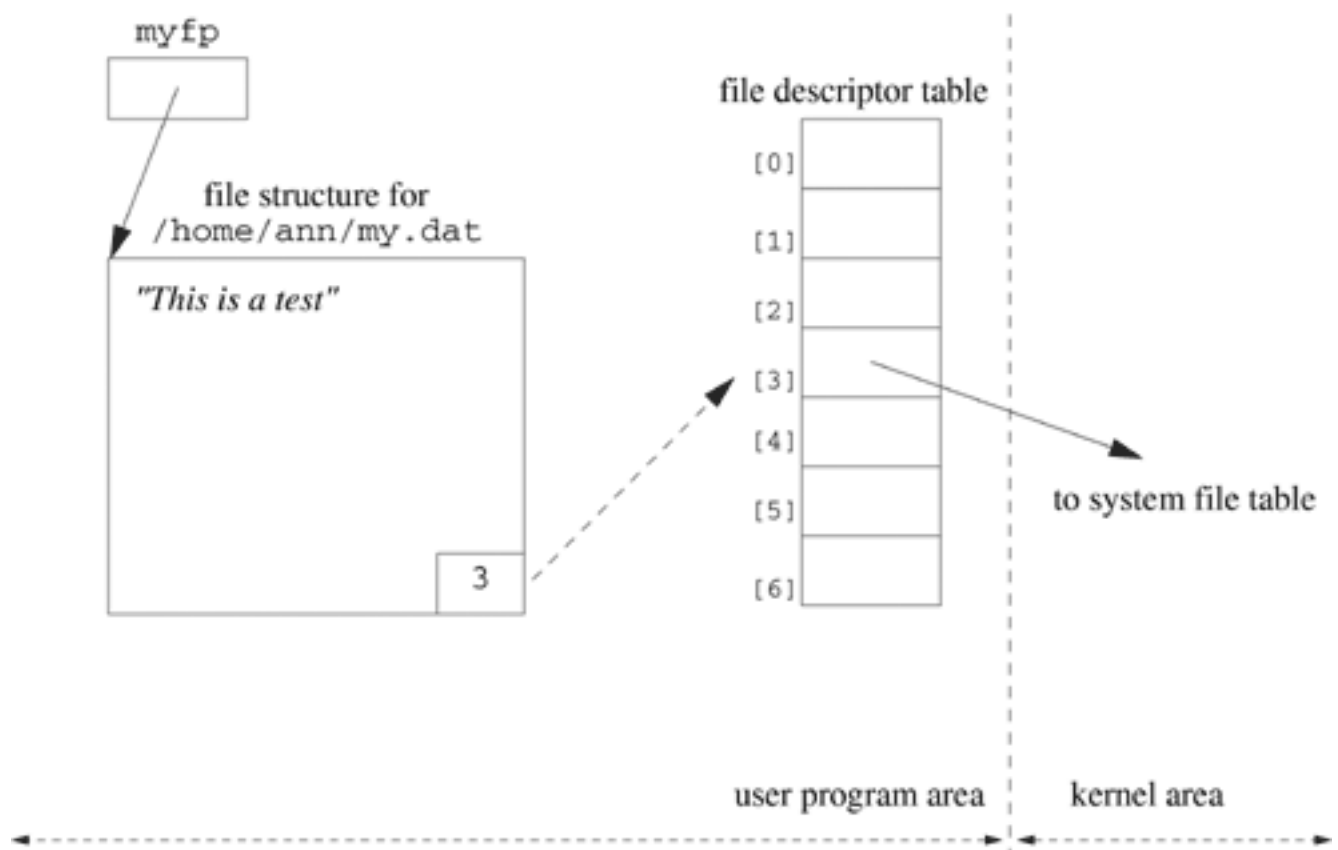 myfp
file descriptor table
file structure for
/home/ann/my.dat
"This is a test"
[0]
[1]
[2]
[3]
[4]
[5]
[6]
3
to system file table
user program area
kernel area